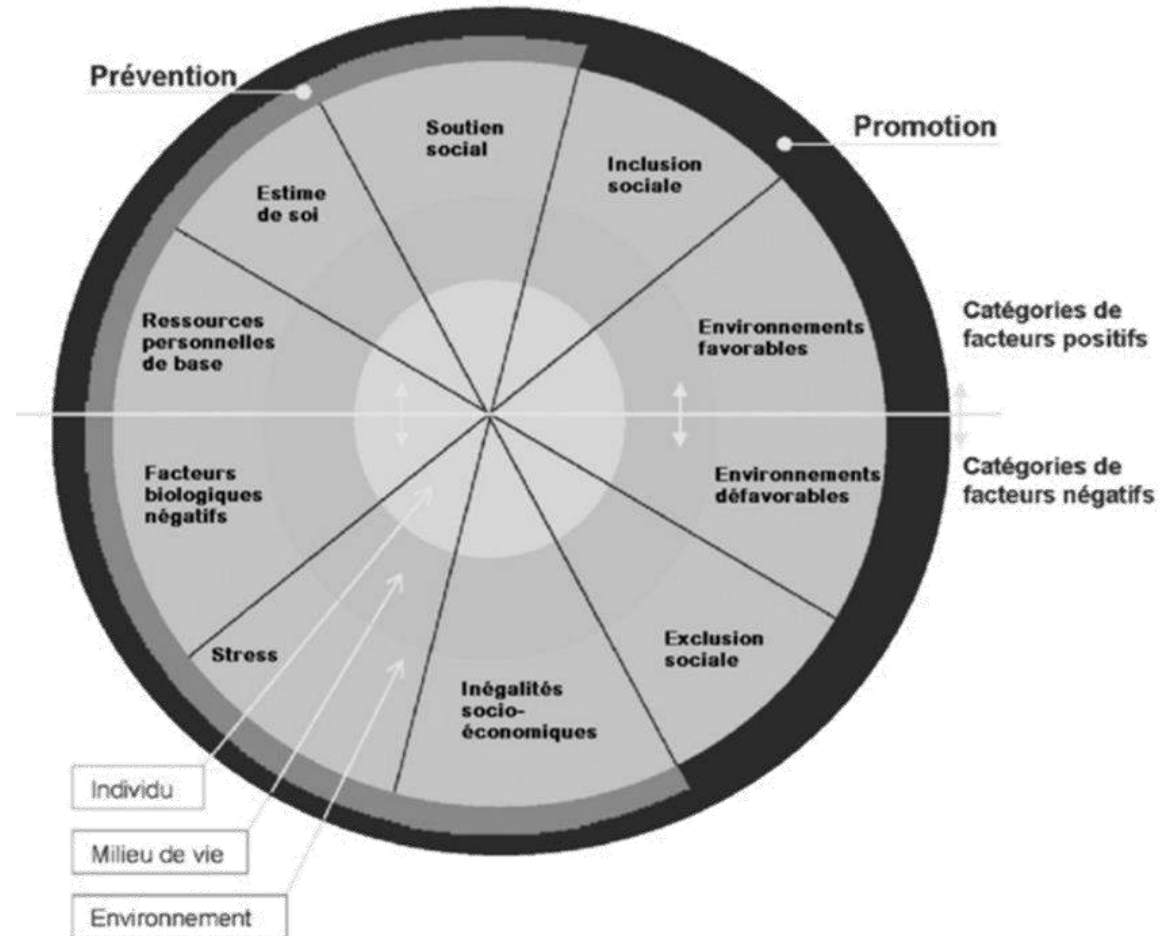 Prévention
Promotion
Soutien
social
Inclusion
sociale
Estime
de soi
Ressources
personnelles
de base
Environnements
favorables
Catégories de
facteurs positifs
Catégories de
facteurs négatifs
Facteurs
biologiques
négatifs
Environnements
défavorables
Stress
Exclusion
sociale
Inégalités
socio-
économiques
Individu
Milieu de vie
Environnement